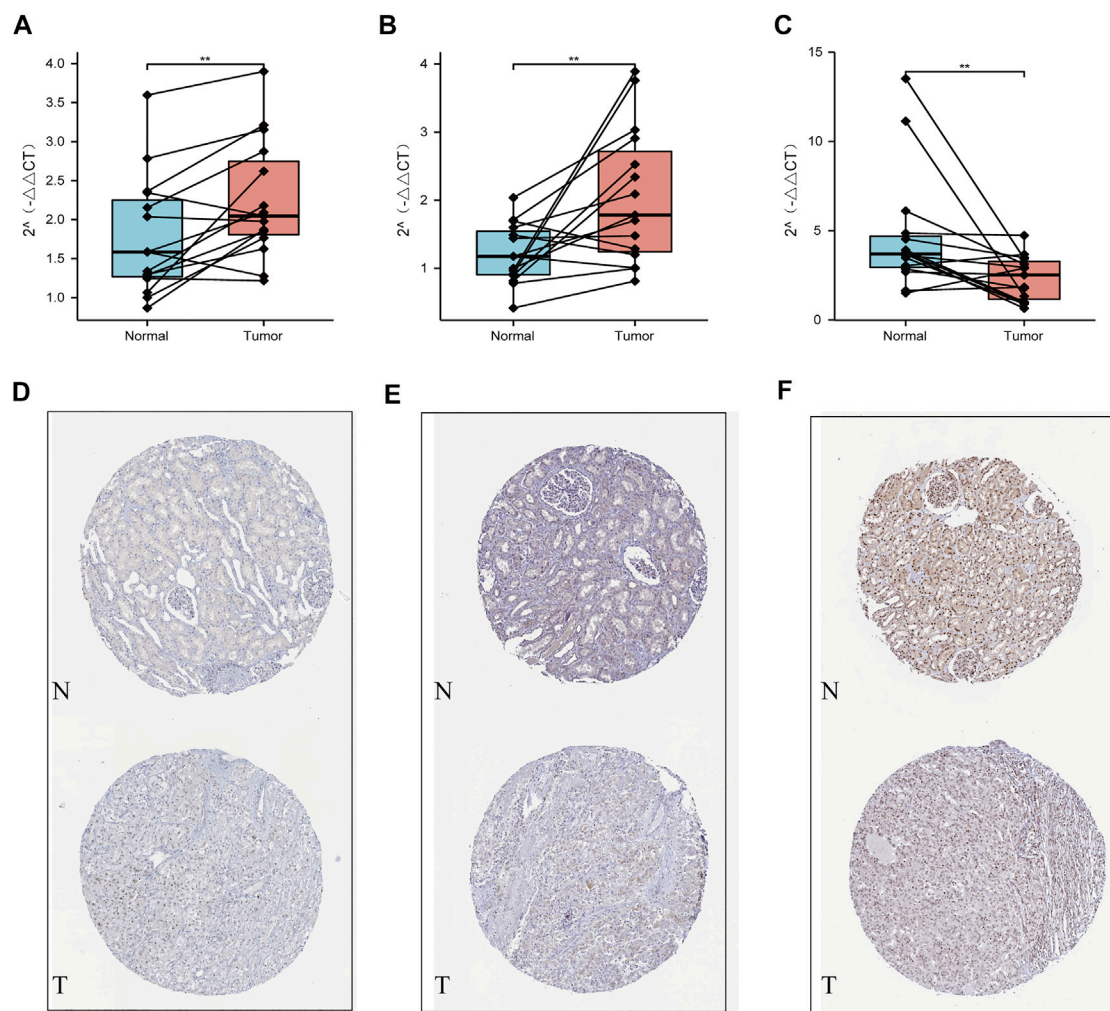 A
B
C
2^（-△△CT）
4.0
3.5
3.0
2.5
2.0
1.5
1.0
**
Normal
Tumor
2^（-△△CT）
4
3
2
1
**
Normal
Tumor
2^（-△△CT）
15
10
5
0
**
Normal
Tumor
D
E
F
N
N
N
T
T
T